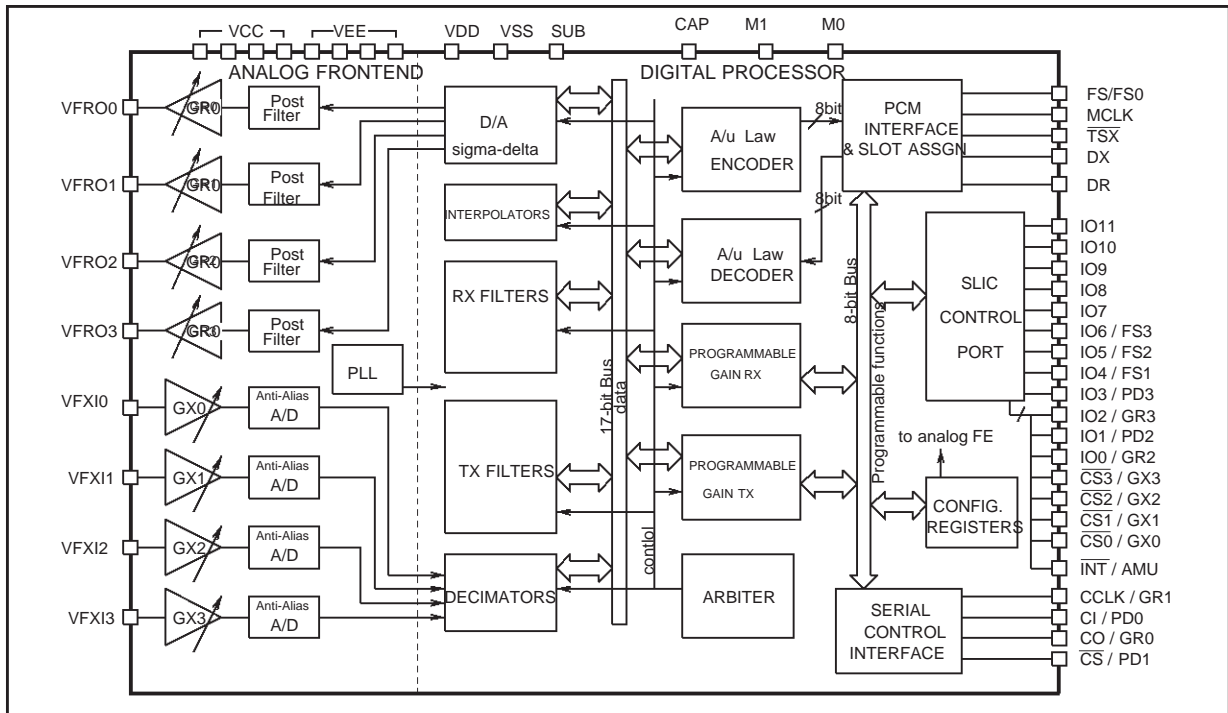 VCC
VEE
VDD
VSS
SUB
CAP
M1
M0
ANALOG FRONTEND
DIGITAL PROCESSOR
VFRO0
GR0
Post
Filter
VFRO1
GR1
Post
Filter
VFRO2
GR2
Post
Filter
VFRO3
GR3
Post
Filter
PLL
VFXI0
GX0
Anti-Alias
A/D
VFXI1
GX1
Anti-Alias
A/D
VFXI2
GX2
Anti-Alias
A/D
VFXI3
GX3
Anti-Alias
A/D
D/A
sigma-delta
INTERPOLATORS
RX FILTERS
TX FILTERS
DECIMATORS
17-bit Bus
data
contlol
A/u Law
ENCODER
8bit
A/u Law
DECODER
8bit
PROGRAMMABLE
GAIN RX
PROGRAMMABLE
GAIN TX
ARBITER
8-bit Bus
Programmable functions
PCM
INTERFACE
& SLOT ASSGN
SLIC
CONTROL
PORT
to analog FE
CONFIG.
REGISTERS
SERIAL
CONTROL
INTERFACE
FS/FS0
MCLK
TSX
DX
DR
IO11
IO10
IO9
IO8
IO7
IO6 / FS3
IO5 / FS2
IO4 / FS1
IO3 / PD3
IO2 / GR3
IO1 / PD2
IO0 / GR2
CS3 / GX3
CS2 / GX2
CS1 / GX1
CS0 / GX0
INT / AMU
CCLK / GR1
CI / PD0
CO / GR0
CS / PD1